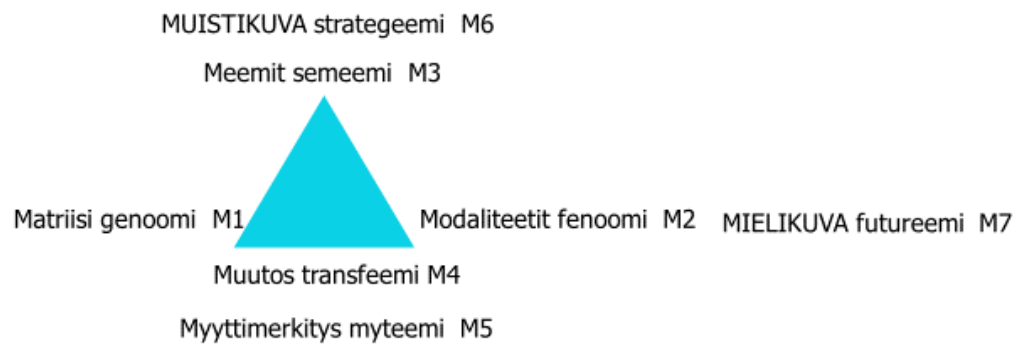 MUISTIKUVA strategeemi M6
Meemit semeemi M3
Matriisi genoomi M1
Modaliteetit fenoomi M2
MIELIKUVA futureemi M7
Muutos transfeemi M4
Myyttimerkitys myteemi M5